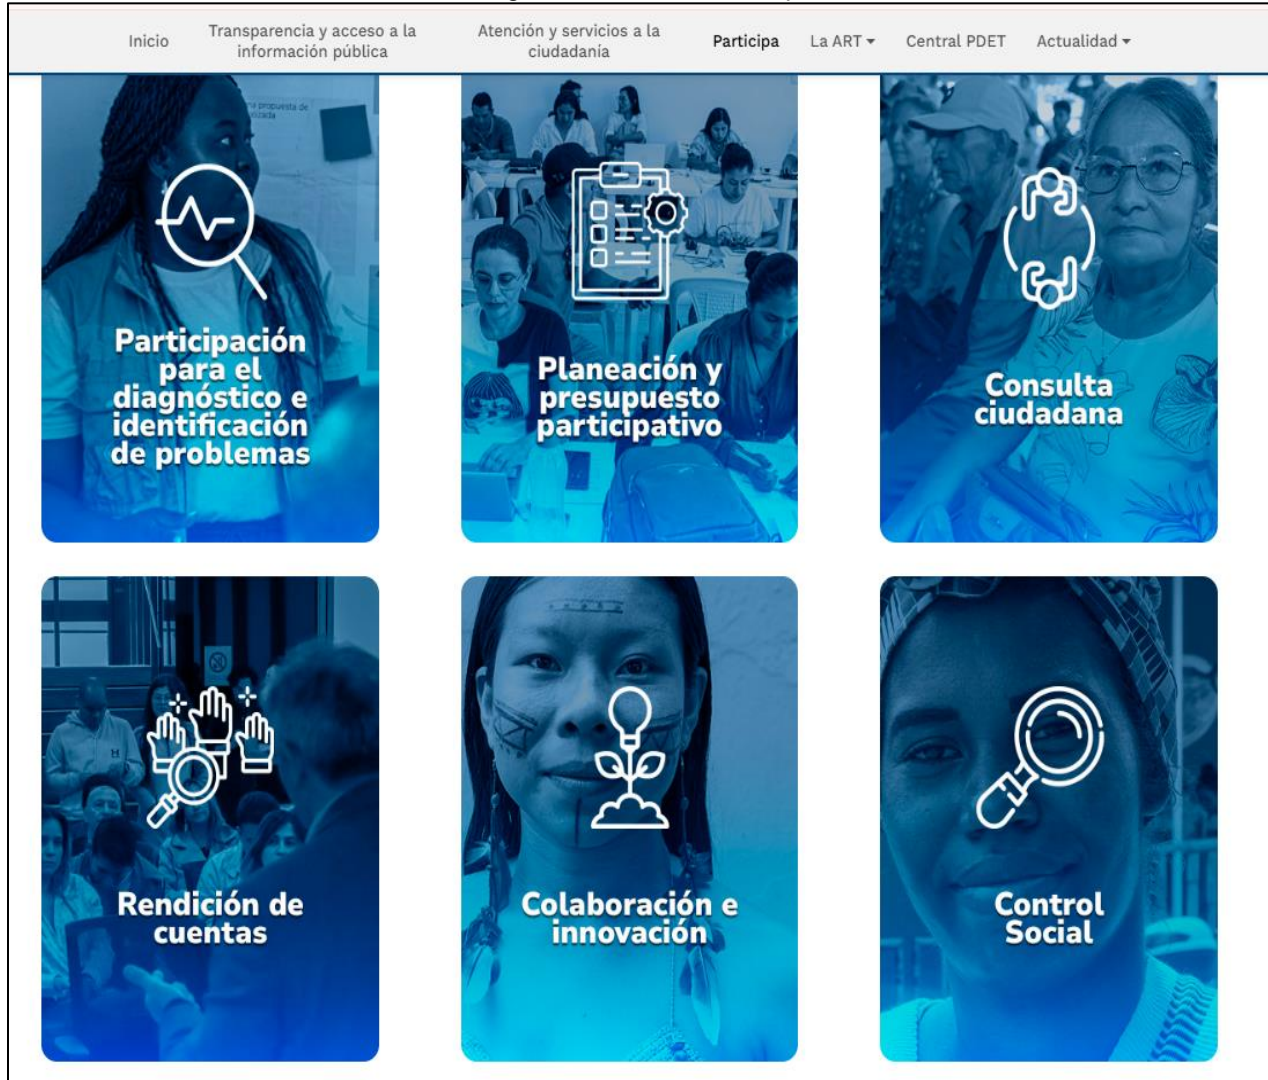 Inicio
Transparencia y acceso a la
información pública
Atención y servicios a la
ciudadanía
Participa
La ART
Central PDET
Actualidad
Participación
para el
diagnóstico e
identificación
de problemas
Planeación y
presupuesto
participativo
Consulta
ciudadana
Rendición de
cuentas
Colaboración e
innovación
Control
Social